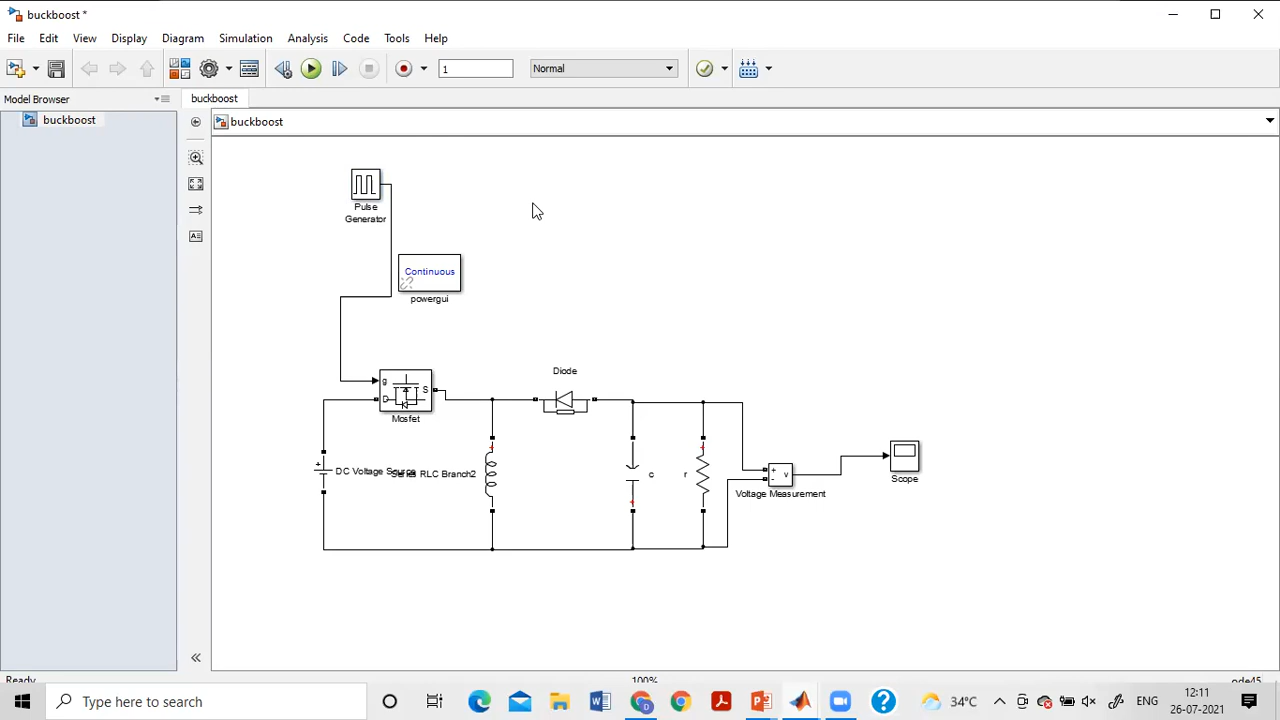 buckboost *
File Edit View Display Diagram Simulation Analysis Code Tools Help
1 Normal
Model Browser
buckboost
buckboost
buckboost
Pulse
Generator
Continuous
powergui
Diode
g
S
D
Mosfet
+
DC Voltage Source
Series RLC Branch2
+
c
+
r
+
+
-
v
Voltage Measurement
Scope
Ready
100%
ode45
Type here to search
34°C
ENG
12:11
26-07-2021